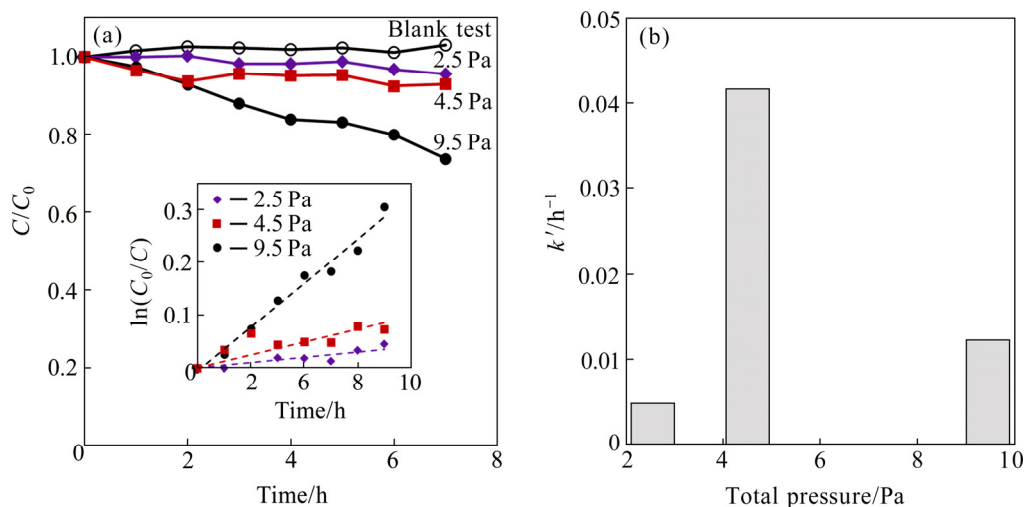 (a)
Blank test
2.5 Pa
4.5 Pa
9.5 Pa
1.0
0.8
0.6
0.4
0.2
0
2
4
6
8
C/C₀
Time/h
2.5 Pa
4.5 Pa
9.5 Pa
0.3
0.2
0.1
0
2
4
6
8
10
ln(C₀/C)
Time/h
(b)
0.05
0.04
0.03
0.02
0.01
0
2
4
6
8
10
k′/h⁻¹
Total pressure/Pa